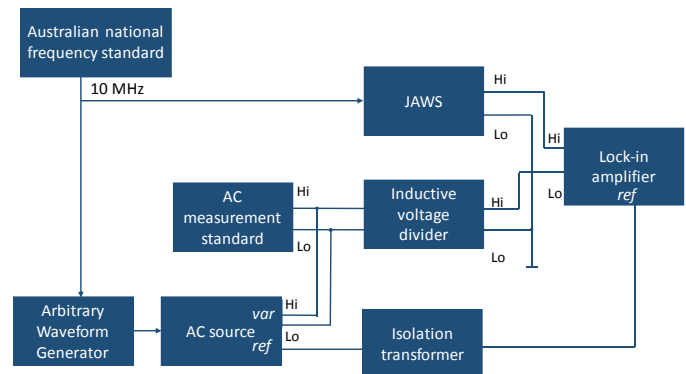 Australian national
frequency standard
10 MHz
JAWS
Hi
Lo
Hi
Lo
Lock-in
amplifier
ref
AC
measurement
standard
Hi
Lo
Inductive
voltage
divider
Hi
Lo
Arbitrary
Waveform
Generator
AC source
var
ref
Hi
Lo
Isolation
transformer